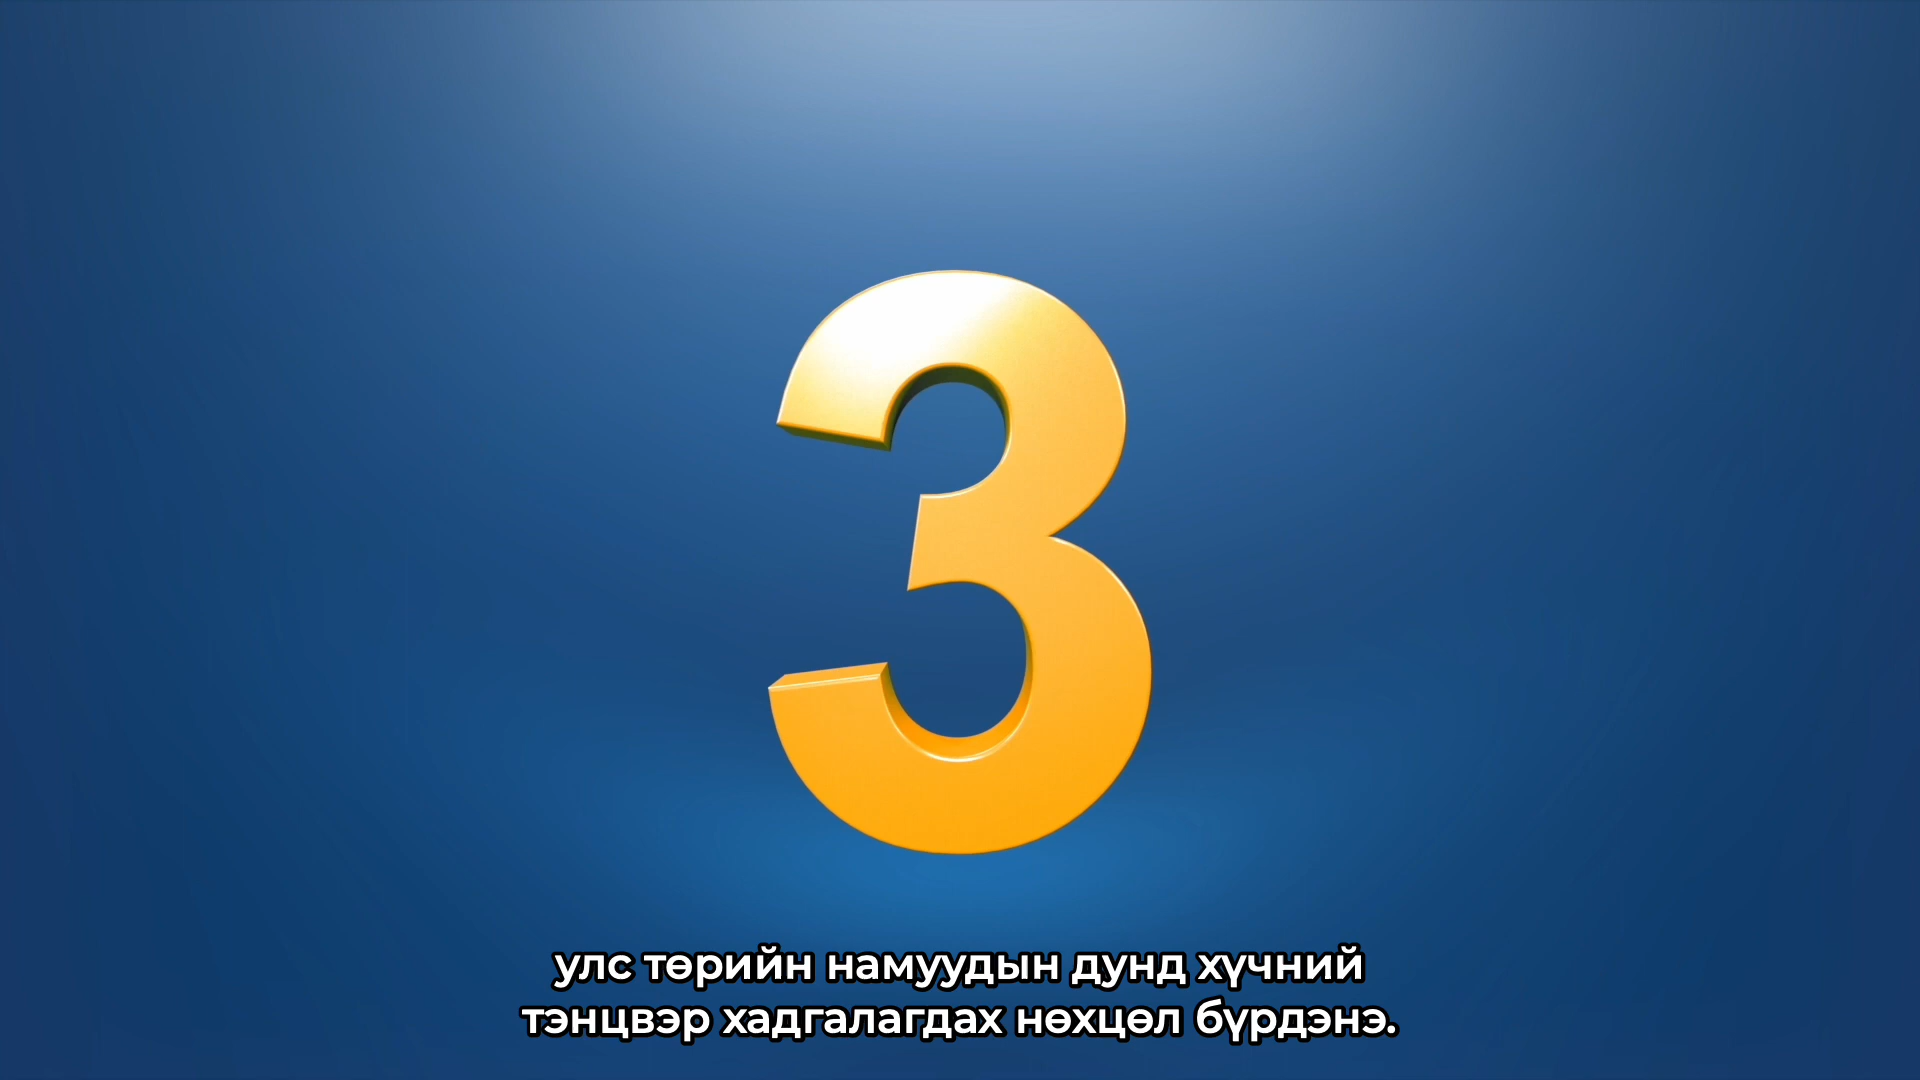 3
улс төрийн намуудын дунд хүчний
тэнцвэр хадгалагдах нөхцөл бүрдэнэ.